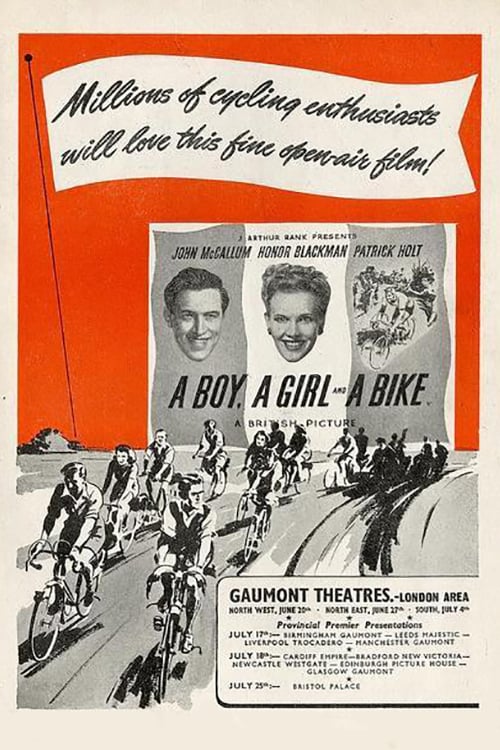 Millions of cycling enthusiasts
will love this fine open-air film!
J. ARTHUR RANK PRESENTS
JOHN McCALLUM HONOR BLACKMAN PATRICK HOLT
A BOY, A GIRL AND A BIKE.
A BRITISH PICTURE
GAUMONT THEATRES.-LONDON AREA
NORTH WEST, JUNE 20th · NORTH EAST, JUNE 27th · SOUTH, JULY 4th
★ ★ ★
Provincial Premier Presentations
JULY 17th:— BIRMINGHAM GAUMONT — LEEDS MAJESTIC —
LIVERPOOL TROCADERO — MANCHESTER GAUMONT
★
JULY 18th:— CARDIFF EMPIRE—BRADFORD NEW VICTORIA—
NEWCASTLE WESTGATE — EDINBURGH PICTURE HOUSE —
GLASGOW GAUMONT
★
JULY 25th:— BRISTOL PALACE